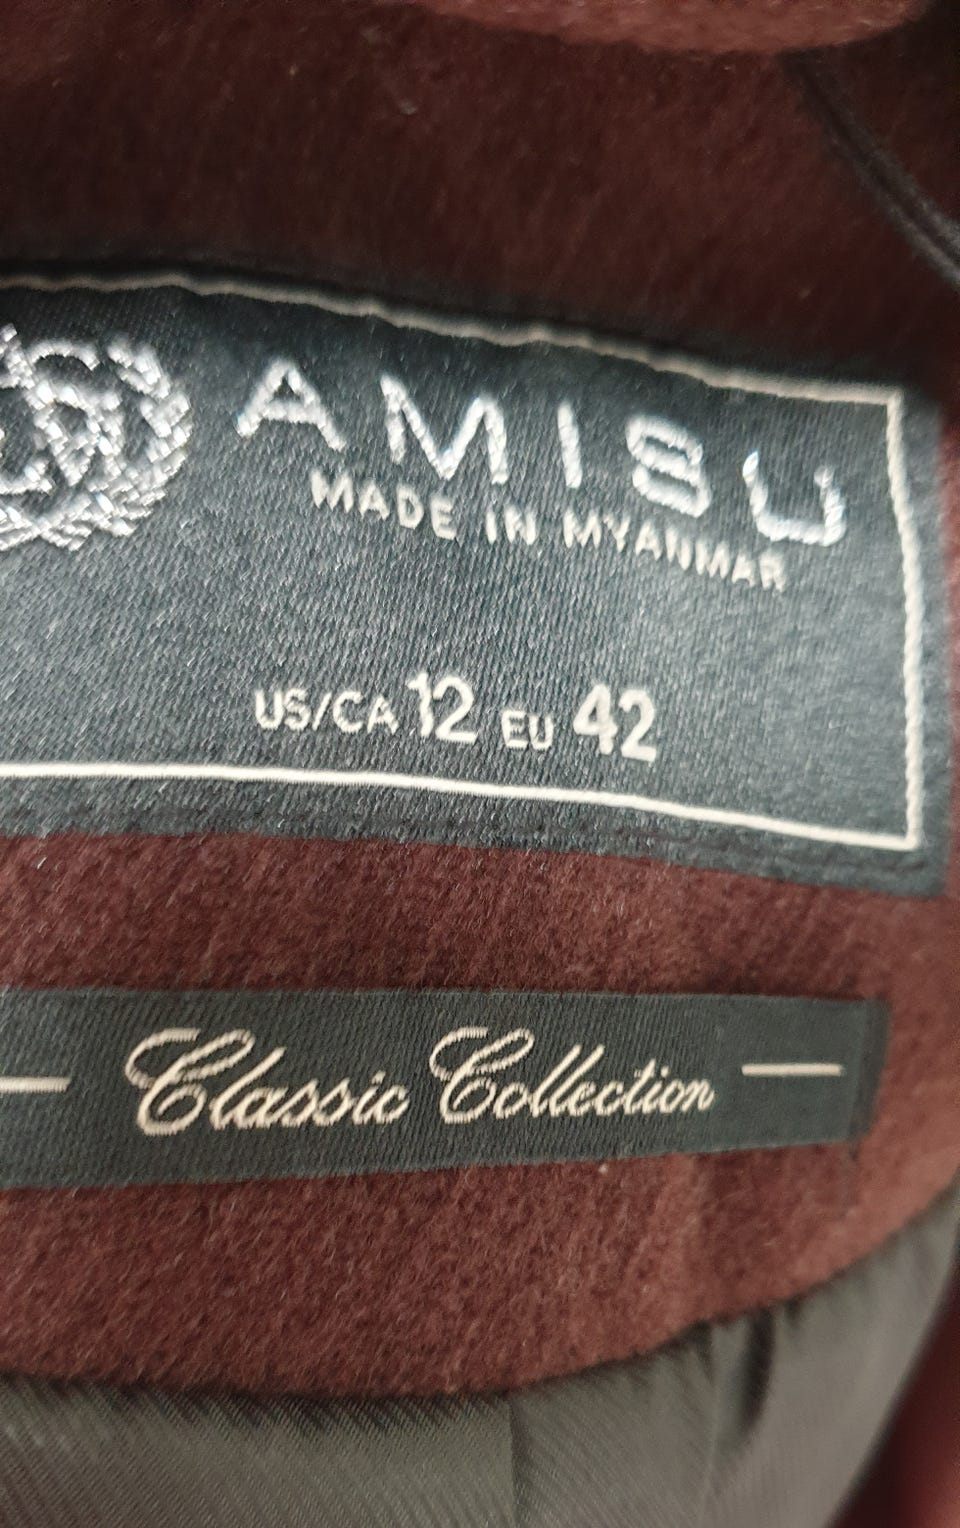 AMISU
MADE IN MYANMAR
US/CA 12 EU 42
Classic Collection